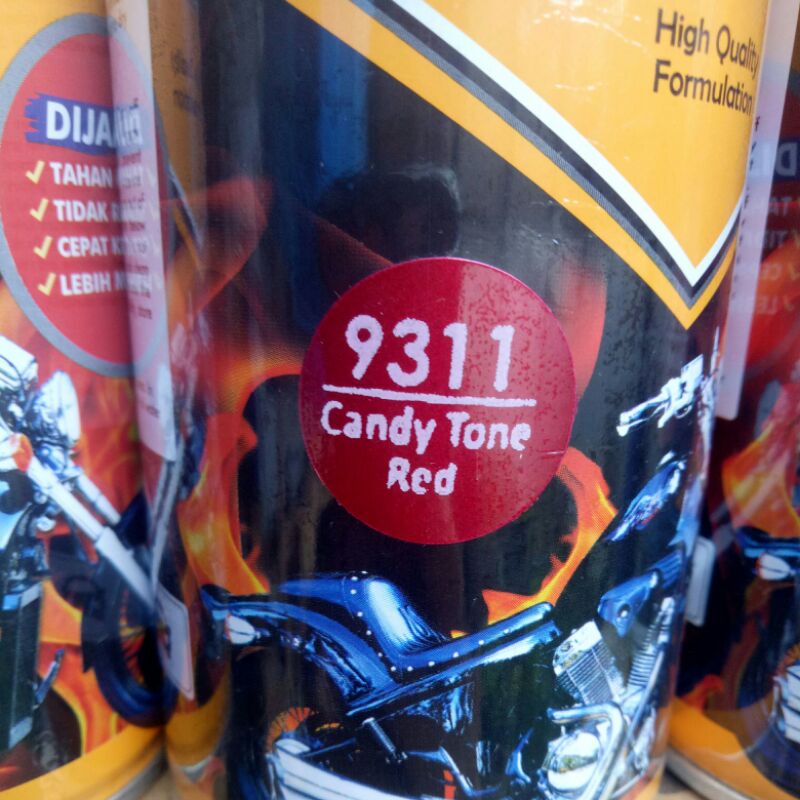 High Quality
Formulation
DIJA
TAHAN
TIDAK
CEPAT
LEBIH
9311
Candy Tone
Red